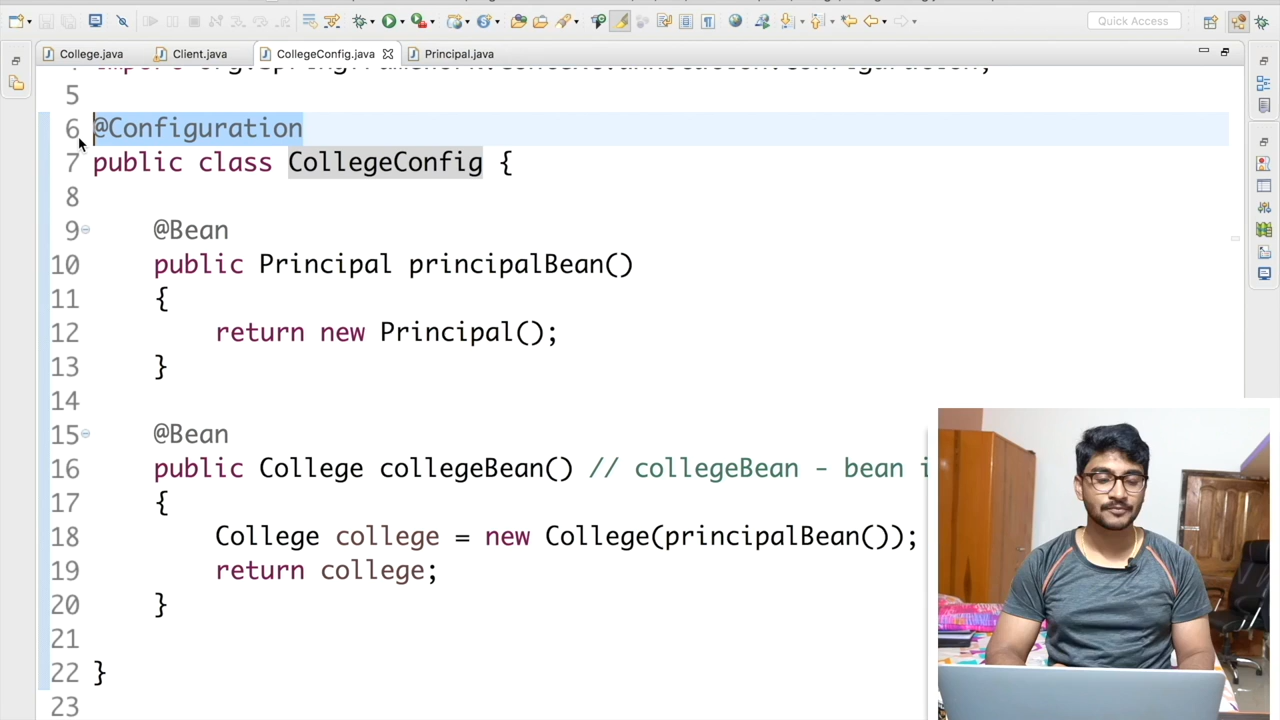 Quick Access
College.java Client.java CollegeConfig.java Principal.java
5
6 @Configuration
7 public class CollegeConfig {
8
9 @Bean
10 public Principal principalBean()
11 {
12 return new Principal();
13 }
14
15 @Bean
16 public College collegeBean() // collegeBean - bean i
17 {
18 College college = new College(principalBean());
19 return college;
20 }
21
22 }
23